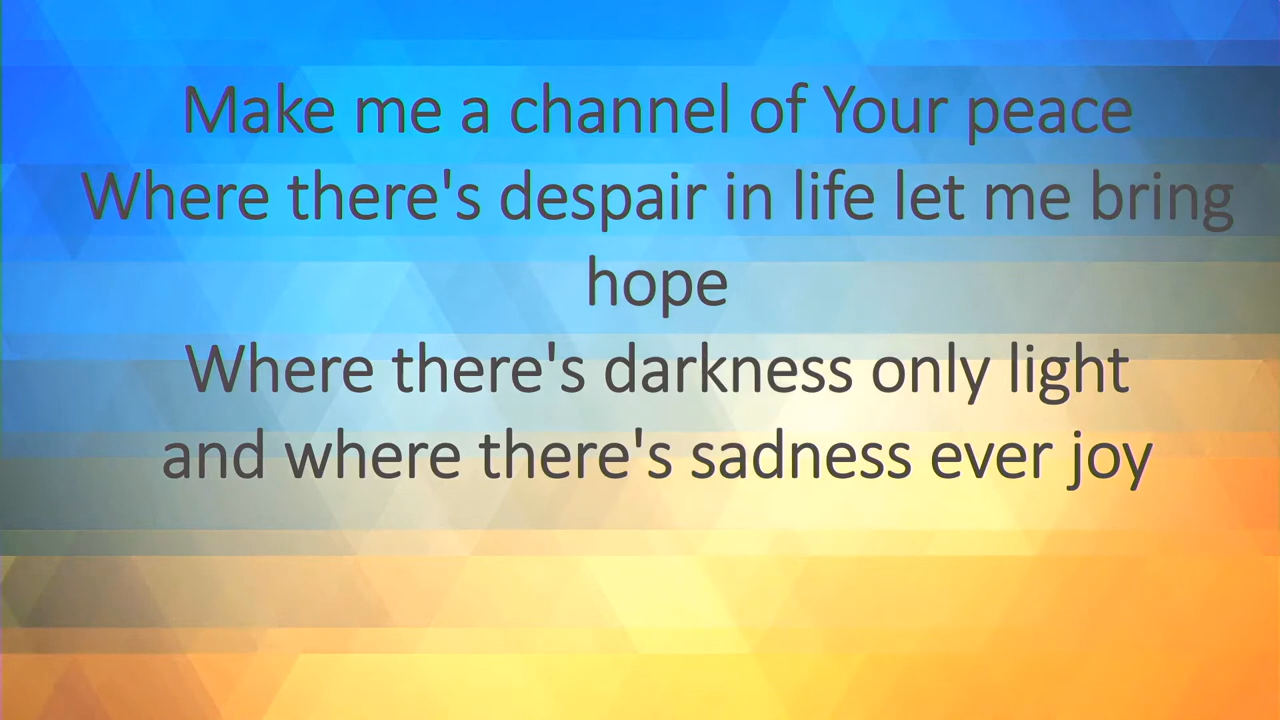 Make me a channel of Your peace
Where there's despair in life let me bring
hope
Where there's darkness only light
and where there's sadness ever joy